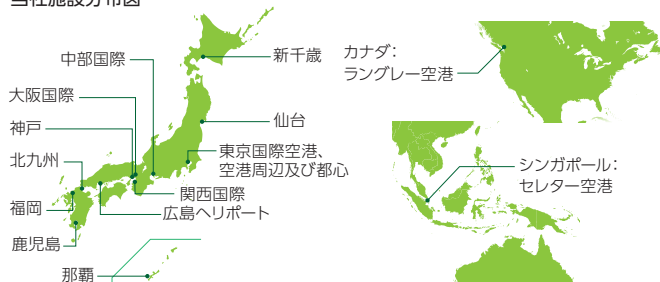 当社施設分布図
中部国際
新千歳
大阪国際
神戸
仙台
北九州
東京国際空港、
空港周辺及び都心
関西国際
福岡
広島ヘリポート
鹿児島
那覇
カナダ：
ラングレー空港
シンガポール：
セレター空港